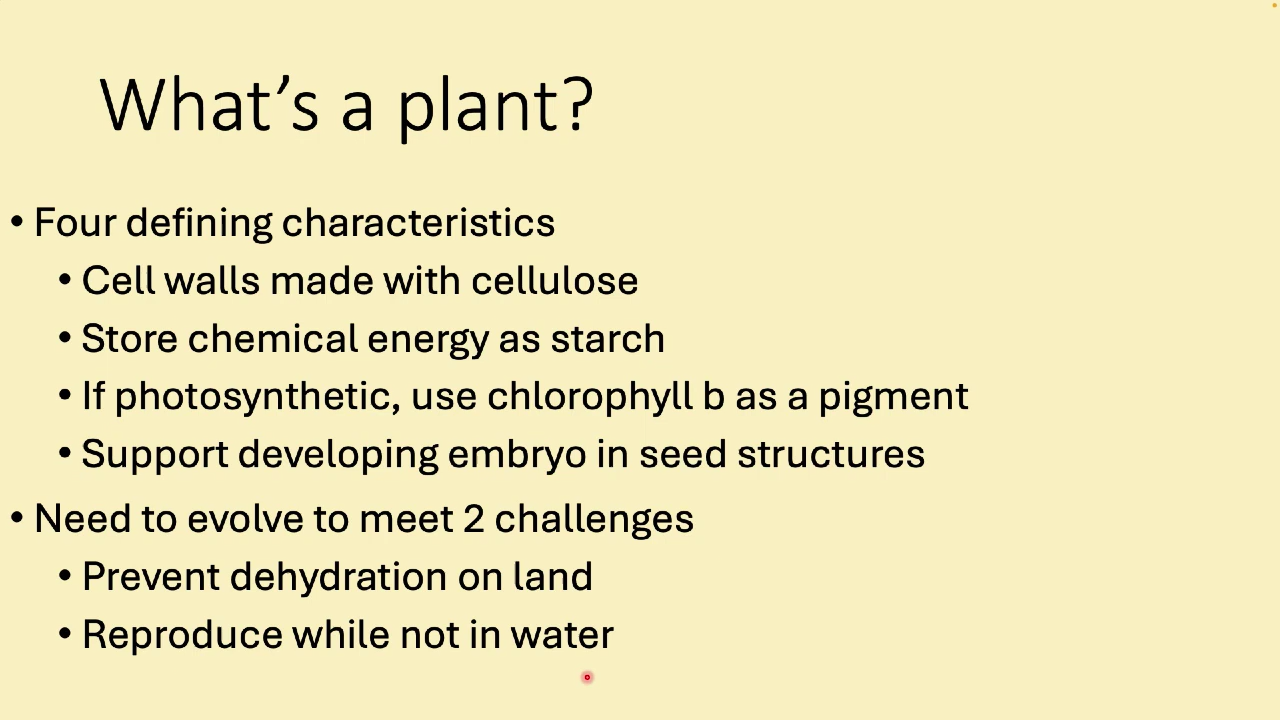 What’s a plant?
• Four defining characteristics
• Cell walls made with cellulose
• Store chemical energy as starch
• If photosynthetic, use chlorophyll b as a pigment
• Support developing embryo in seed structures
• Need to evolve to meet 2 challenges
• Prevent dehydration on land
• Reproduce while not in water